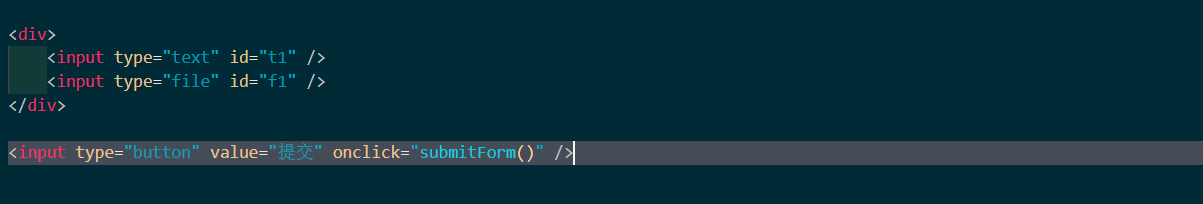 <div>
    <input type="text" id="t1" />
    <input type="file" id="f1" />
</div>
<input type="button" value="提交" onclick="submitForm()" />